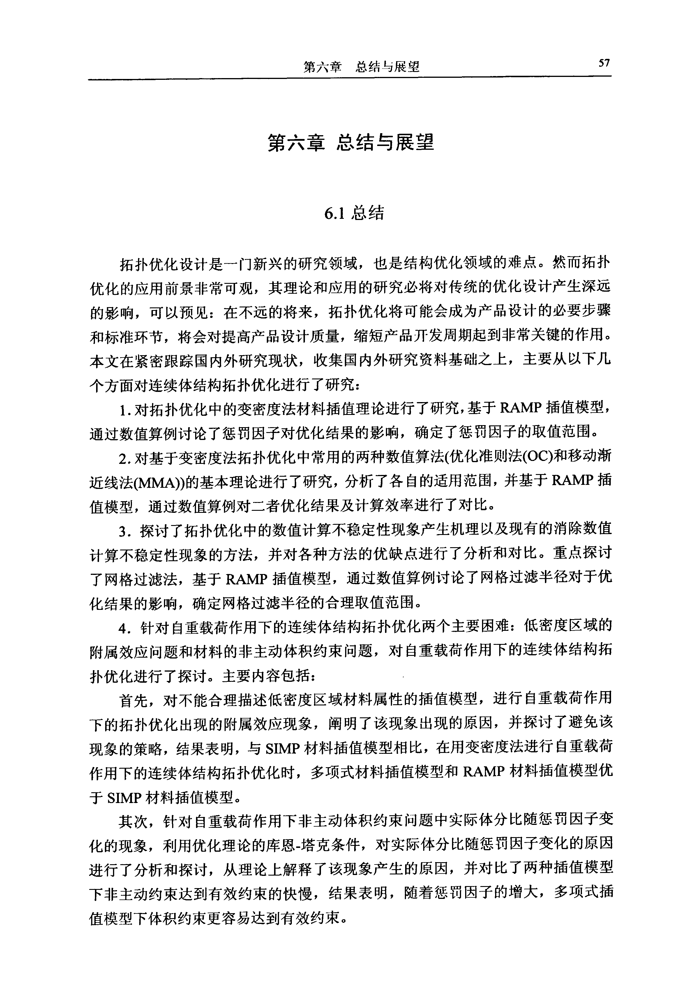 第六章　总结与展望
57
第六章 总结与展望
6.1 总结
拓扑优化设计是一门新兴的研究领域，也是结构优化领域的难点。然而拓扑
优化的应用前景非常可观，其理论和应用的研究必将对传统的优化设计产生深远
的影响，可以预见：在不远的将来，拓扑优化将可能会成为产品设计的必要步骤
和标准环节，将会对提高产品设计质量，缩短产品开发周期起到非常关键的作用。
本文在紧密跟踪国内外研究现状，收集国内外研究资料基础之上，主要从以下几
个方面对连续体结构拓扑优化进行了研究：
1.对拓扑优化中的变密度法材料插值理论进行了研究,基于 RAMP 插值模型，
通过数值算例讨论了惩罚因子对优化结果的影响，确定了惩罚因子的取值范围。
2.对基于变密度法拓扑优化中常用的两种数值算法(优化准则法(OC)和移动渐
近线法(MMA))的基本理论进行了研究，分析了各自的适用范围，并基于 RAMP 插
值模型，通过数值算例对二者优化结果及计算效率进行了对比。
3．探讨了拓扑优化中的数值计算不稳定性现象产生机理以及现有的消除数值
计算不稳定性现象的方法，并对各种方法的优缺点进行了分析和对比。重点探讨
了网格过滤法，基于 RAMP 插值模型，通过数值算例讨论了网格过滤半径对于优
化结果的影响，确定网格过滤半径的合理取值范围。
4．针对自重载荷作用下的连续体结构拓扑优化两个主要困难：低密度区域的
附属效应问题和材料的非主动体积约束问题，对自重载荷作用下的连续体结构拓
扑优化进行了探讨。主要内容包括：
首先，对不能合理描述低密度区域材料属性的插值模型，进行自重载荷作用
下的拓扑优化出现的附属效应现象，阐明了该现象出现的原因，并探讨了避免该
现象的策略，结果表明，与 SIMP 材料插值模型相比，在用变密度法进行自重载荷
作用下的连续体结构拓扑优化时，多项式材料插值模型和 RAMP 材料插值模型优
于 SIMP 材料插值模型。
其次，针对自重载荷作用下非主动体积约束问题中实际体分比随惩罚因子变
化的现象，利用优化理论的库恩-塔克条件，对实际体分比随惩罚因子变化的原因
进行了分析和探讨，从理论上解释了该现象产生的原因，并对比了两种插值模型
下非主动约束达到有效约束的快慢，结果表明，随着惩罚因子的增大，多项式插
值模型下体积约束更容易达到有效约束。